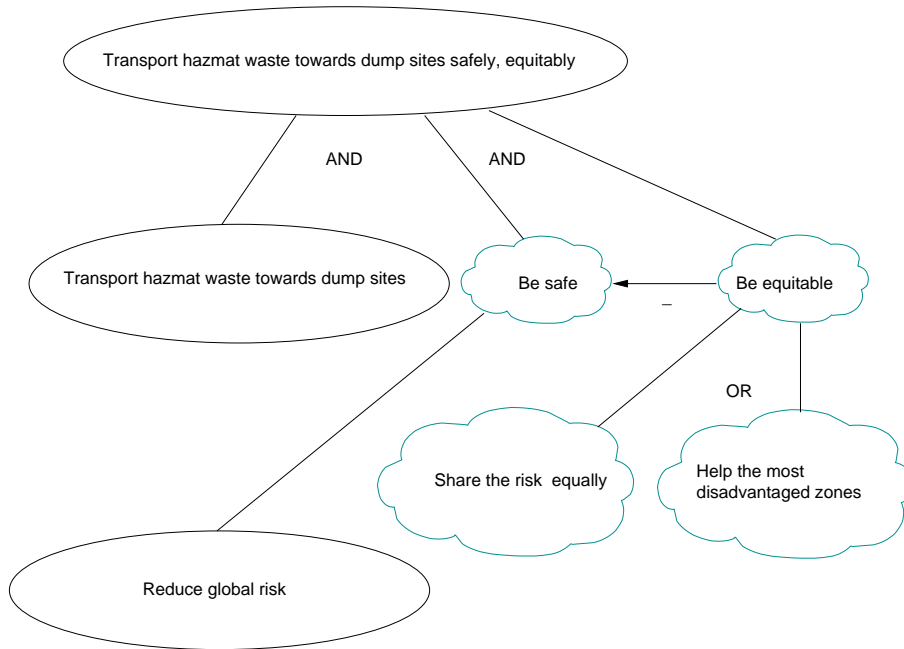 Transport hazmat waste towards dump sites safely, equitably
AND
AND
Transport hazmat waste towards dump sites
Be safe
Be equitable
–
OR
Share the risk equally
Help the most
disadvantaged zones
Reduce global risk